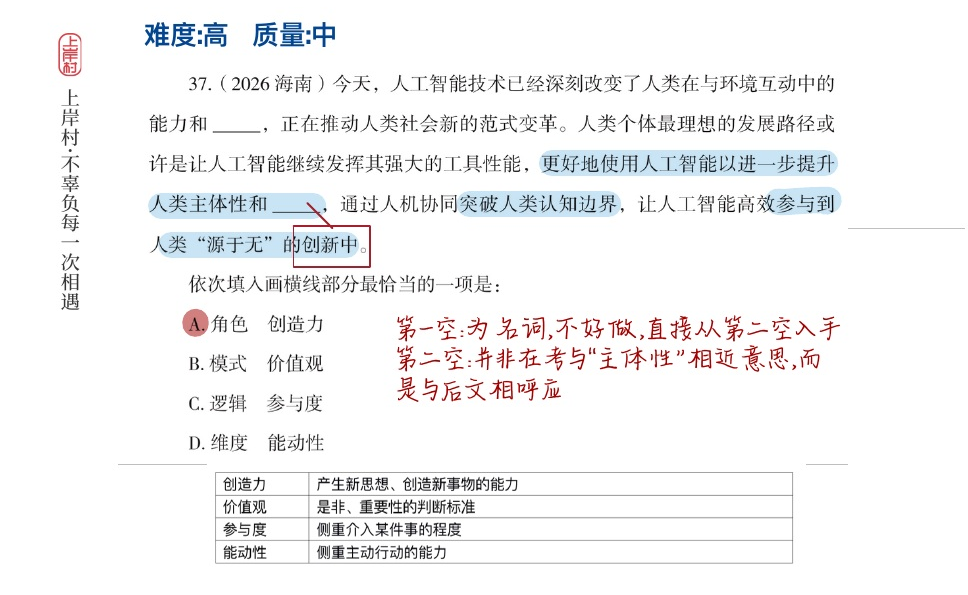 难度:高 质量:中
上岸村
上岸村·不辜负每一次相遇
37.（2026 海南）今天，人工智能技术已经深刻改变了人类在与环境互动中的
能力和 _____，正在推动人类社会新的范式变革。人类个体最理想的发展路径或
许是让人工智能继续发挥其强大的工具性能，更好地使用人工智能以进一步提升
人类主体性和 _____，通过人机协同突破人类认知边界，让人工智能高效参与到
人类“源于无”的创新中。
依次填入画横线部分最恰当的一项是：
A. 角色 创造力
B. 模式 价值观
C. 逻辑 参与度
D. 维度 能动性
第一空:为名词,不好做,直接从第二空入手
第二空:并非在考与“主体性”相近意思,而
是与后文相呼应
创造力 产生新思想、创造新事物的能力
价值观 是非、重要性的判断标准
参与度 侧重介入某件事的程度
能动性 侧重主动行动的能力